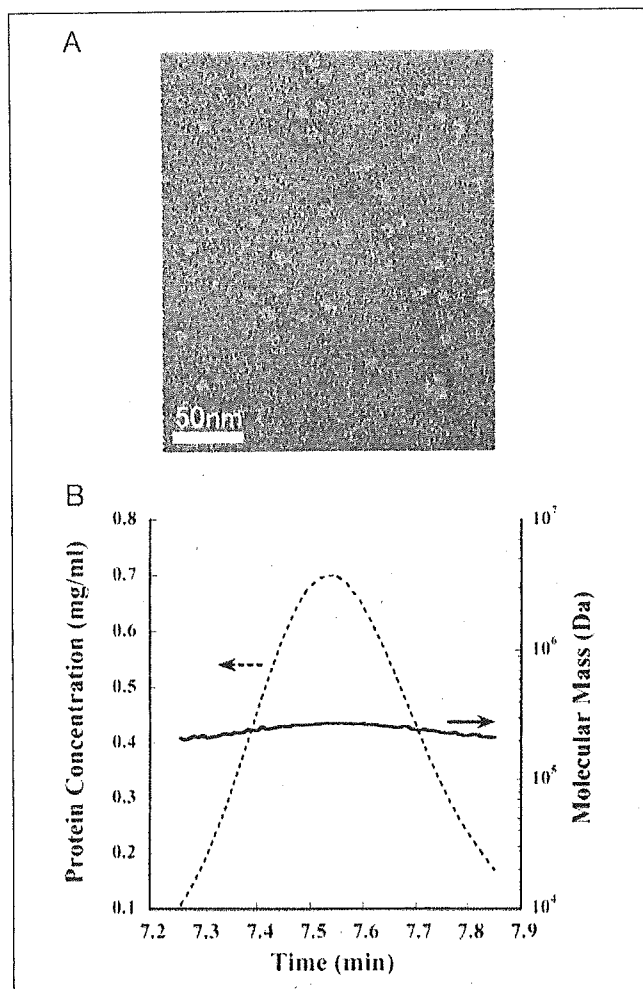 A
50nm
B
Protein Concentration (mg/ml)
0.8
0.7
0.6
0.5
0.4
0.3
0.2
0.1
7.2 7.3 7.4 7.5 7.6 7.7 7.8 7.9
Time (min)
10⁷
10⁶
10⁵
10⁴
Molecular Mass (Da)